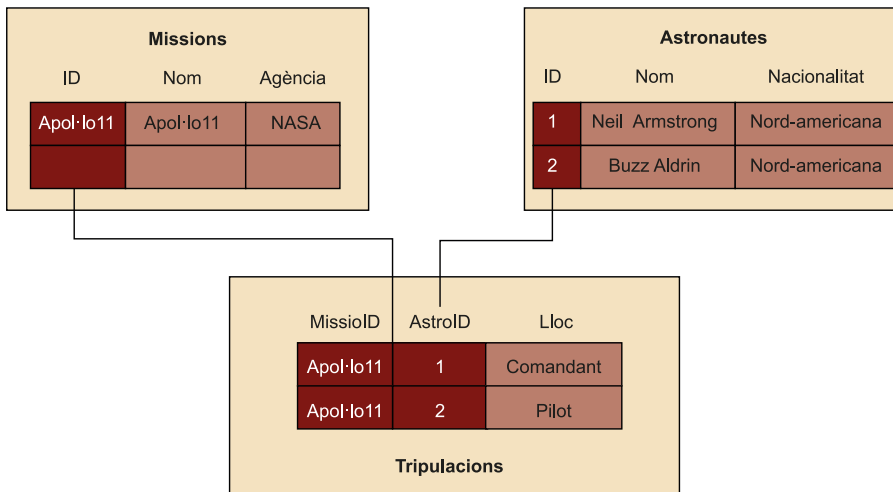 Missions
ID Nom Agència
Apol·lo11 Apol·lo11 NASA
Astronautes
ID Nom Nacionalitat
1 Neil Armstrong Nord-americana
2 Buzz Aldrin Nord-americana
MissioID AstroID Lloc
Apol·lo11 1 Comandant
Apol·lo11 2 Pilot
Tripulacions